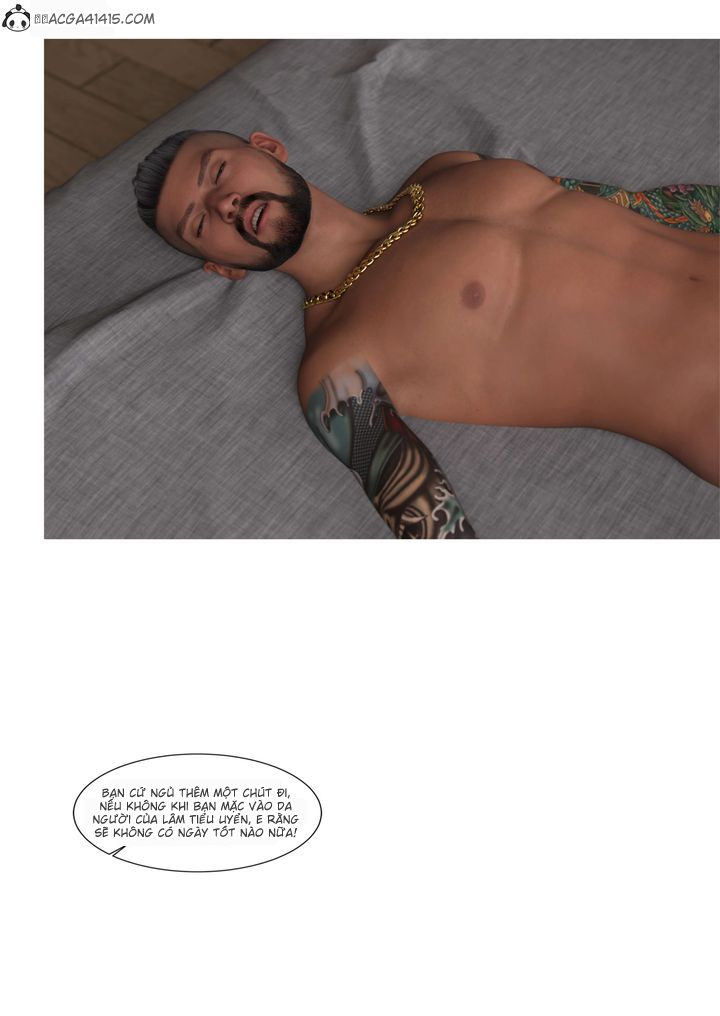 ACGA41415.COM
BẠN CỨ NGỦ THÊM MỘT CHÚT ĐI,
NẾU KHÔNG KHI BẠN MẶC VÀO DA
NGƯỜI CỦA LÂM TIỂU UYỂN, E RẰNG
SẼ KHÔNG CÓ NGÀY TỐT NÀO NỮA!